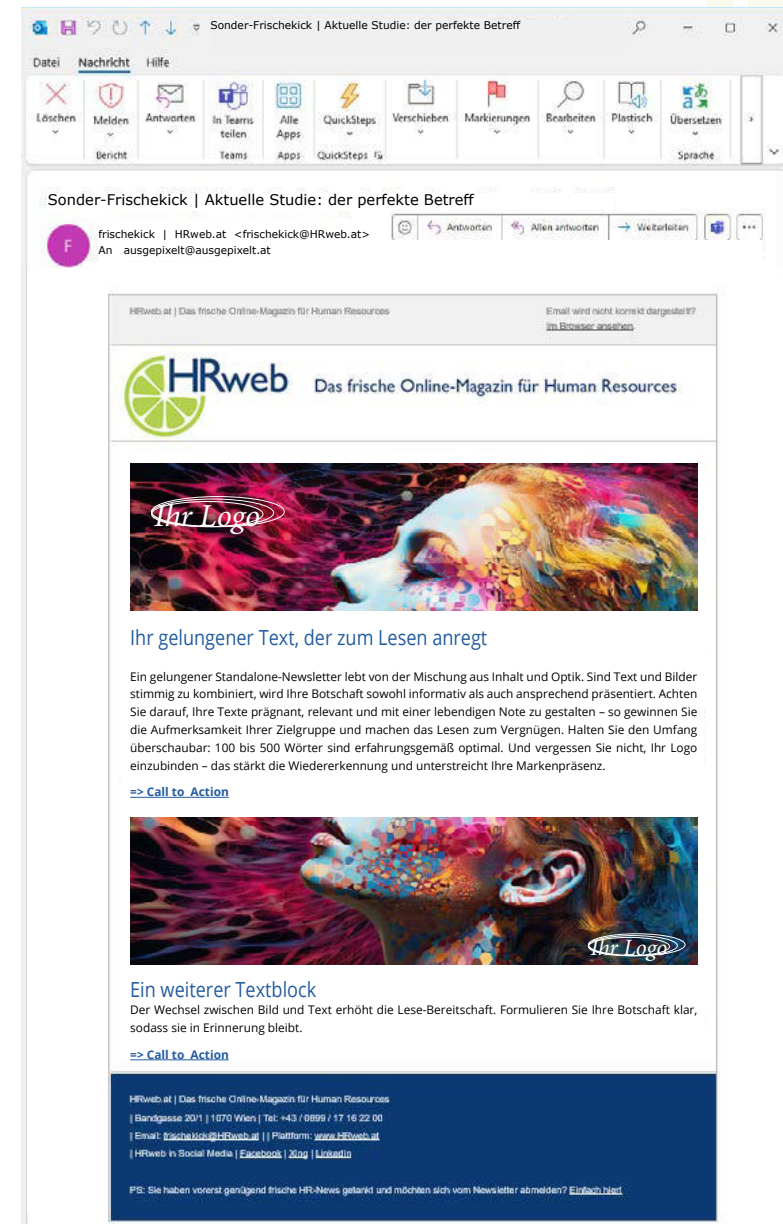 Sonder-Frischekick | Aktuelle Studie: der perfekte Betreff
Datei Nachricht Hilfe
Löschen Melden Antworten In Teams teilen Alle Apps QuickSteps Verschieben Markierungen Bearbeiten Plastisch Übersetzen
Bericht Teams Apps QuickSteps Sprache
Sonder-Frischekick | Aktuelle Studie: der perfekte Betreff
F
frischekick | HRweb.at <frischekick@HRweb.at>
An ausgepixelt@ausgepixelt.at
Antworten Allen antworten Weiterleiten
HRweb.at | Das frische Online-Magazin für Human Resources
Email wird nicht korrekt dargestellt?
Im Browser ansehen.
HRweb Das frische Online-Magazin für Human Resources
Ihr Logo
Ihr gelungener Text, der zum Lesen anregt
Ein gelungener Standalone-Newsletter lebt von der Mischung aus Inhalt und Optik. Sind Text und Bilder
stimmig zu kombiniert, wird Ihre Botschaft sowohl informativ als auch ansprechend präsentiert. Achten
Sie darauf, Ihre Texte prägnant, relevant und mit einer lebendigen Note zu gestalten – so gewinnen Sie
die Aufmerksamkeit Ihrer Zielgruppe und machen das Lesen zum Vergnügen. Halten Sie den Umfang
überschaubar: 100 bis 500 Wörter sind erfahrungsgemäß optimal. Und vergessen Sie nicht, Ihr Logo
einzubinden – das stärkt die Wiedererkennung und unterstreicht Ihre Markenpräsenz.
=> Call to Action
Ihr Logo
Ein weiterer Textblock
Der Wechsel zwischen Bild und Text erhöht die Lese-Bereitschaft. Formulieren Sie Ihre Botschaft klar,
sodass sie in Erinnerung bleibt.
=> Call to Action
HRweb.at | Das frische Online-Magazin für Human Resources
| Bandgasse 20/1 | 1070 Wien | Tel: +43 / 0699 / 17 16 22 00
| Email: frischekick@HRweb.at | | Plattform: www.HRweb.at
| HRweb in Social Media | Facebook | Xing | LinkedIn
PS: Sie haben vorerst genügend frische HR-News getankt und möchten sich vom Newsletter abmelden? Einfach hier!